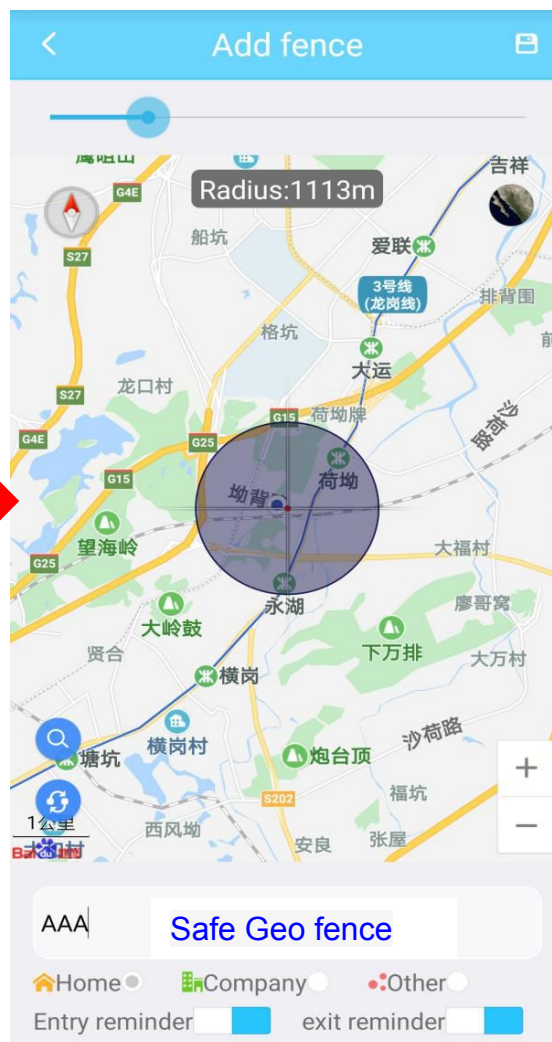 Add fence
Radius:1113m
吉祥
G4E
船坑
爱联
S27
3号线
(龙岗线)
排背围
格坑
大运
龙口村
S27
G15
荷坳牌
沙荷路
G4E
G25
荷坳
G15
坳背
望海岭
大福村
G25
永湖
廖哥窝
大岭鼓
贤合
下万排
大万村
横岗
横岗村
沙荷路
塘坑
炮台顶
S202
福坑
1公里
西风坳
安良
张屋
AAA
Safe Geo fence
Home
Company
Other
Entry reminder
exit reminder